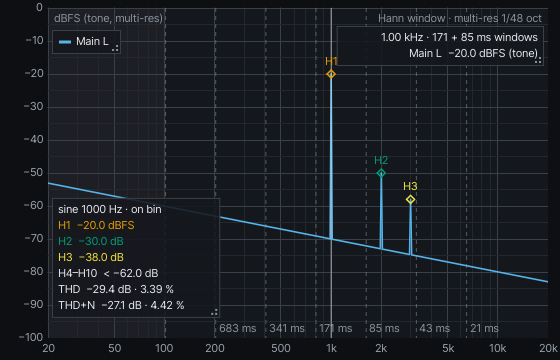 dBFS (tone, multi-res)
Hann window · multi-res 1/48 oct
Main L
1.00 kHz · 171 + 85 ms windows
Main L −20.0 dBFS (tone)
0
−10
−20
−30
−40
−50
−60
−70
−80
−90
−100
H1
H2
H3
sine 1000 Hz · on bin
H1 −20.0 dBFS
H2 −30.0 dB
H3 −38.0 dB
H4–H10 < −62.0 dB
THD −29.4 dB · 3.39 %
THD+N −27.1 dB · 4.42 %
683 ms
341 ms
171 ms
85 ms
43 ms
21 ms
20
50
100
200
500
1k
2k
5k
10k
20k